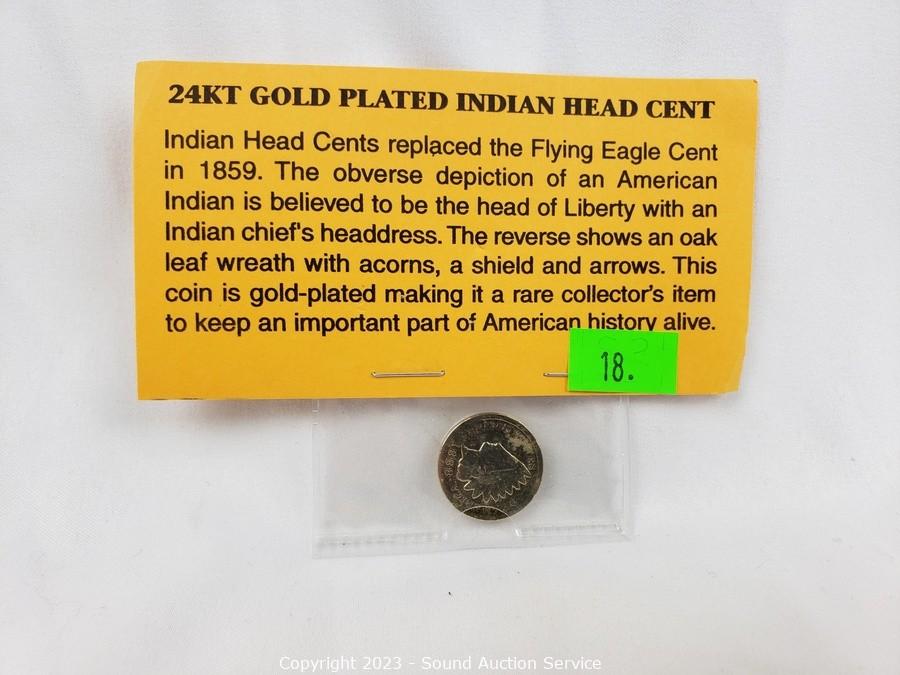 24KT GOLD PLATED INDIAN HEAD CENT
Indian Head Cents replaced the Flying Eagle Cent
in 1859. The obverse depiction of an American
Indian is believed to be the head of Liberty with an
Indian chief's headdress. The reverse shows an oak
leaf wreath with acorns, a shield and arrows. This
coin is gold-plated making it a rare collector's item
to keep an important part of American history alive.
18.
Copyright 2023 - Sound Auction Service